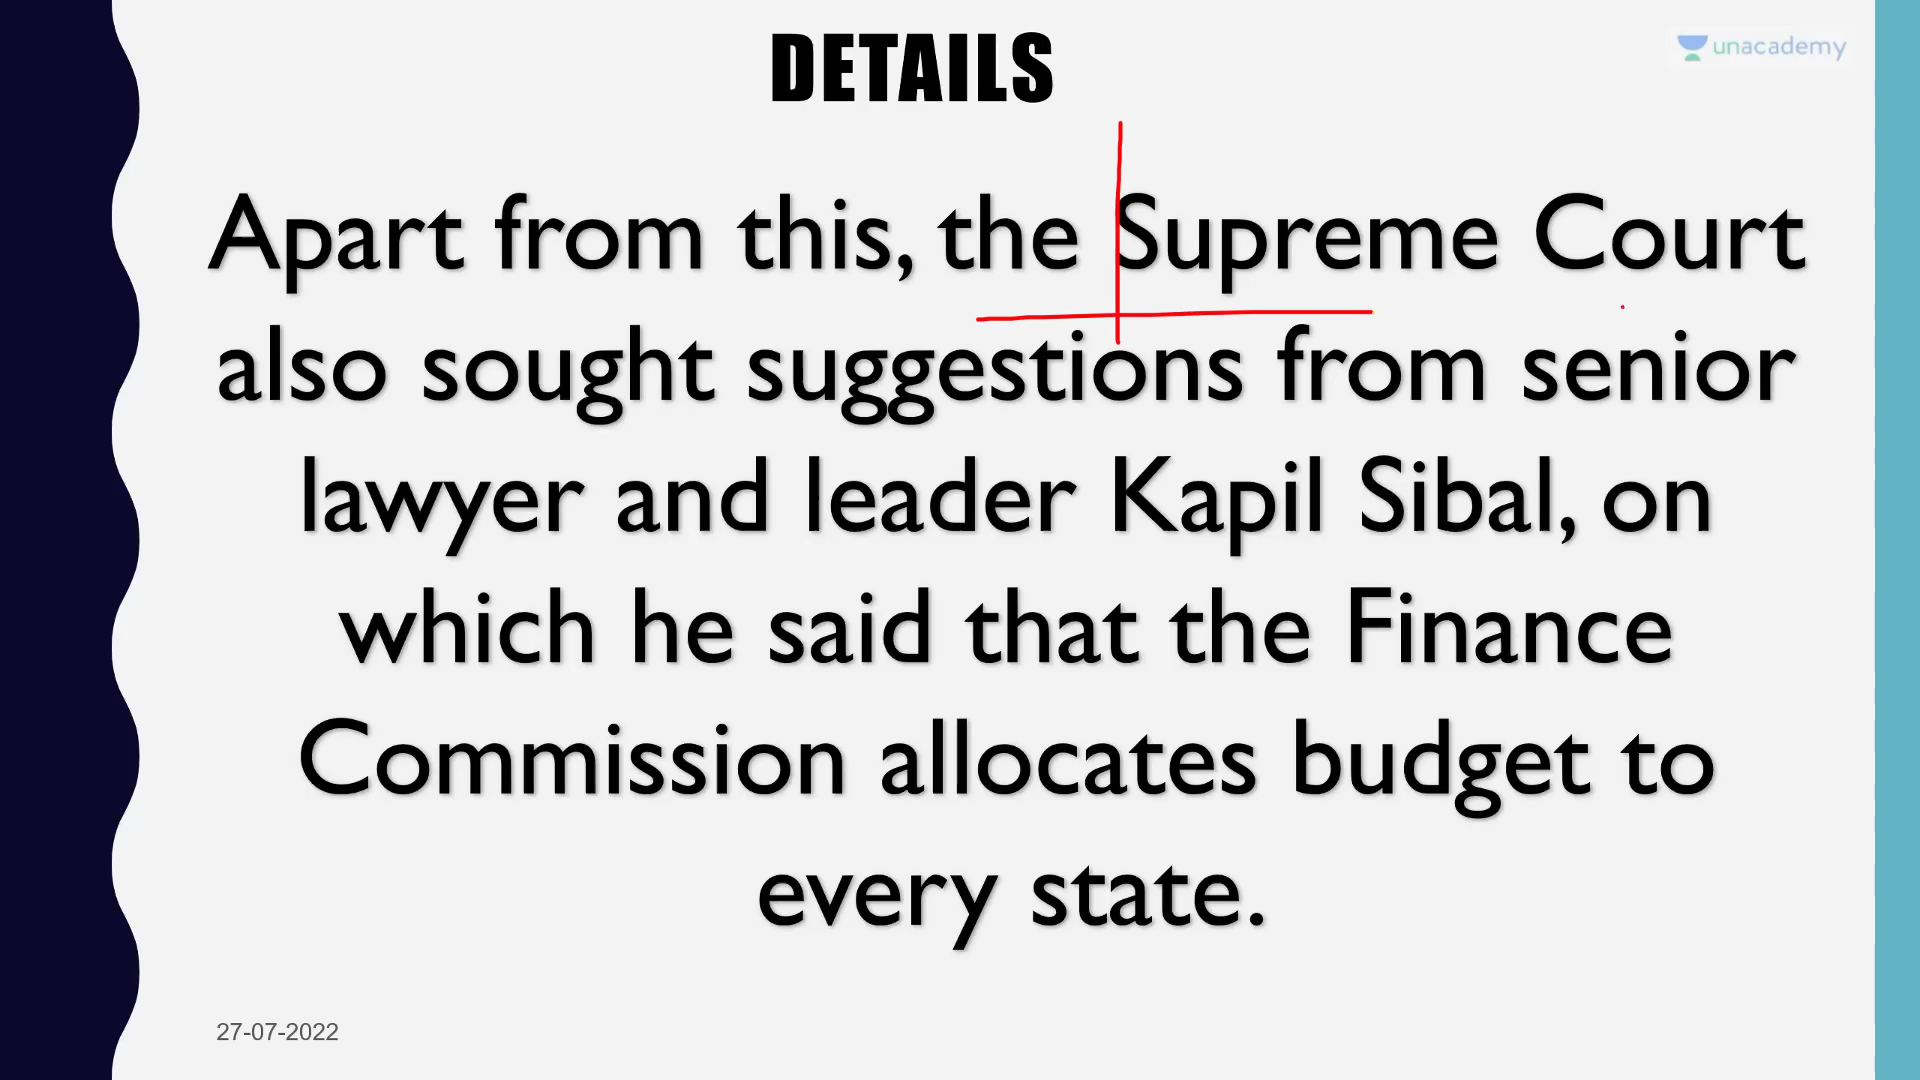 DETAILS
unacademy
Apart from this, the Supreme Court
also sought suggestions from senior
lawyer and leader Kapil Sibal, on
which he said that the Finance
Commission allocates budget to
every state.
27-07-2022